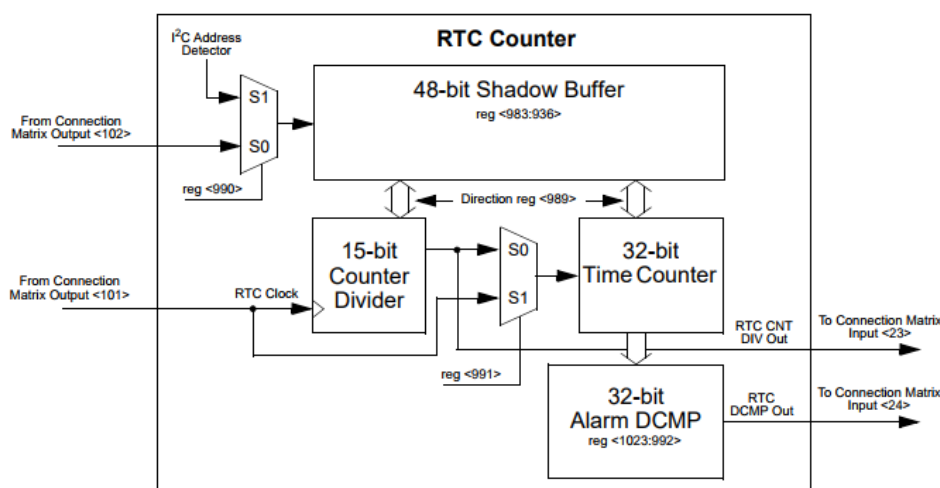 I²C Address
Detector
RTC Counter
48-bit Shadow Buffer
reg <983:936>
S1
S0
From Connection
Matrix Output <102>
reg <990>
Direction reg <989>
15-bit
Counter
Divider
S0
S1
32-bit
Time Counter
From Connection
Matrix Output <101>
RTC Clock
reg <991>
RTC CNT
DIV Out
To Connection Matrix
Input <23>
32-bit
Alarm DCMP
reg <1023:992>
RTC
DCMP Out
To Connection Matrix
Input <24>